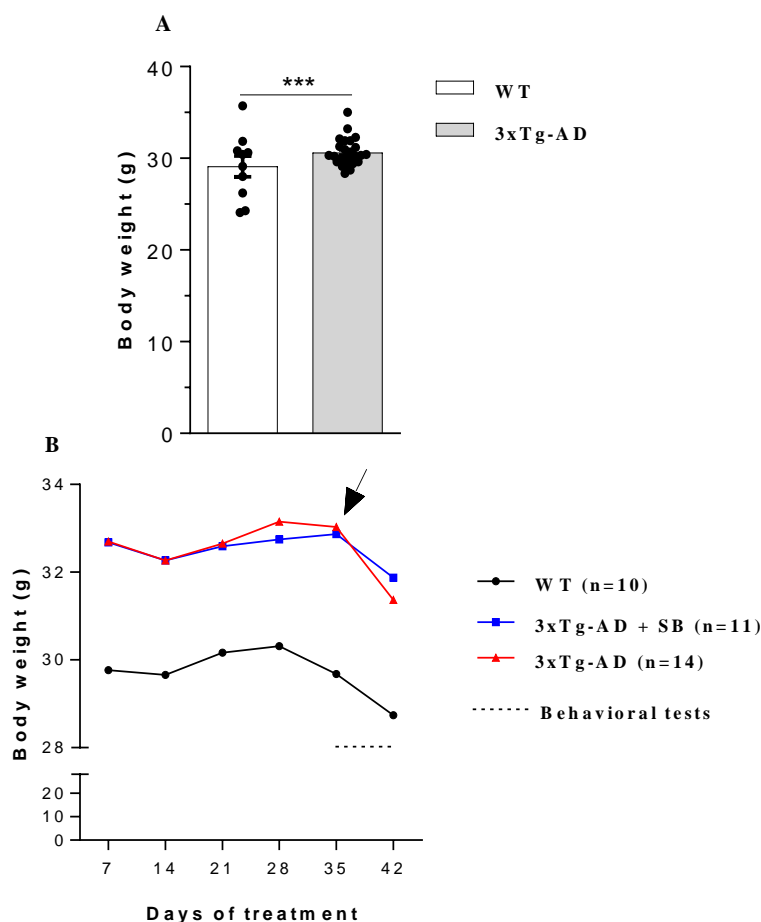 A
***
WT
3xTg-AD
Body weight (g)
40
30
20
10
0
B
Body weight (g)
34
32
30
28
20
10
0
7 14 21 28 35 42
Days of treatment
WT (n=10)
3xTg-AD + SB (n=11)
3xTg-AD (n=14)
Behavioral tests